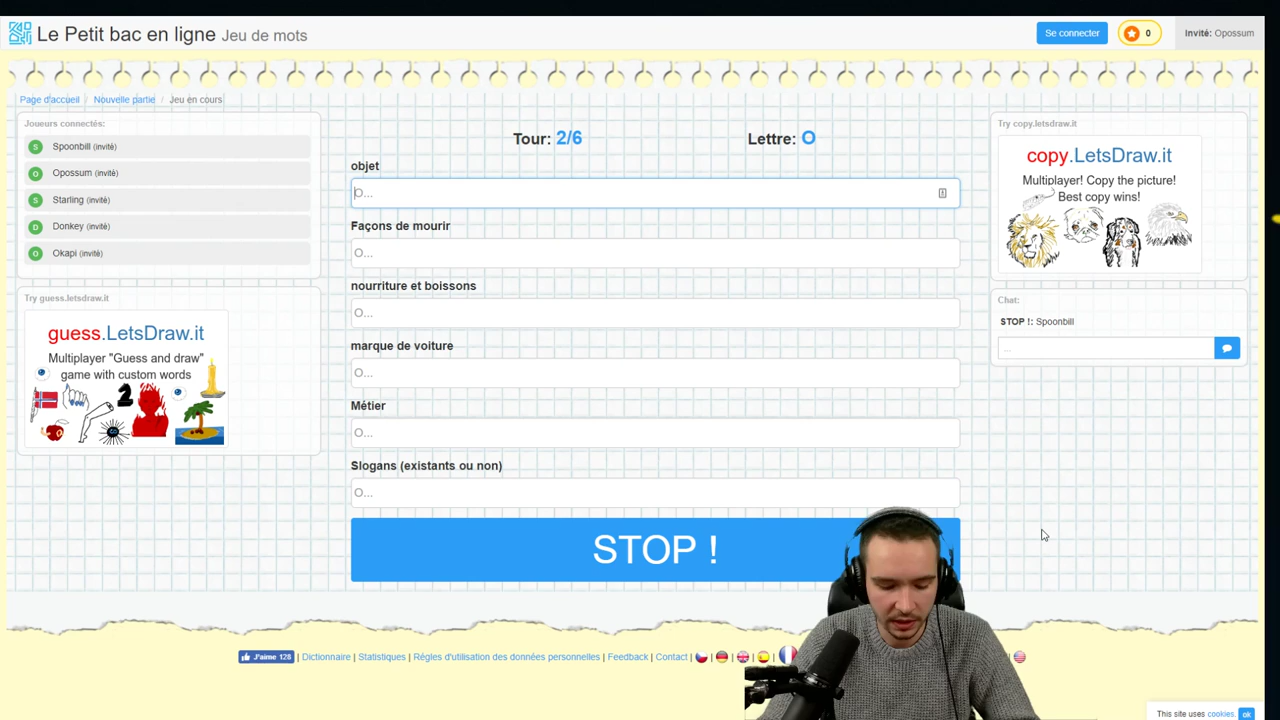 Le Petit bac en ligne Jeu de mots
Se connecter
0
Invité: Opossum
Page d'accueil / Nouvelle partie / Jeu en cours
Joueurs connectés:
S Spoonbill (invité)
O Opossum (invité)
S Starling (invité)
D Donkey (invité)
O Okapi (invité)
Try guess.letsdraw.it
guess.LetsDraw.it
Multiplayer "Guess and draw"
game with custom words
2
Tour: 2/6
Lettre: O
objet
O...
Façons de mourir
O...
nourriture et boissons
O...
marque de voiture
O...
Métier
O...
Slogans (existants ou non)
O...
STOP !
Try copy.letsdraw.it
copy.LetsDraw.it
Multiplayer! Copy the picture!
Best copy wins!
Chat:
STOP !: Spoonbill
...
J'aime 128 | Dictionnaire | Statistiques | Règles d'utilisation des données personnelles | Feedback | Contact |
This site uses cookies. ok